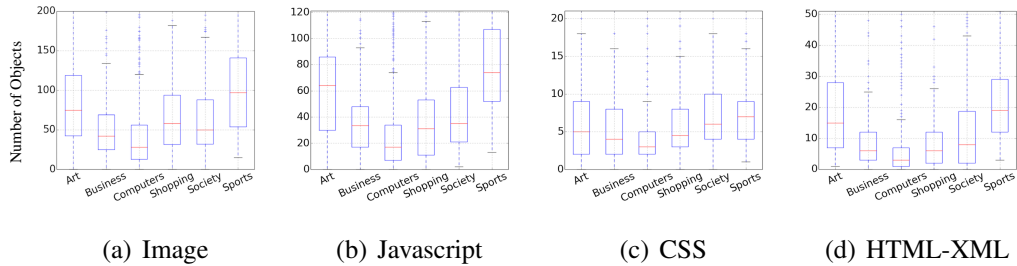 Number of Objects
200
150
100
50
0
Art
Business
Computers
Shopping
Society
Sports
(a) Image
120
100
80
60
40
20
0
Art
Business
Computers
Shopping
Society
Sports
(b) Javascript
20
15
10
5
0
Art
Business
Computers
Shopping
Society
Sports
(c) CSS
50
40
30
20
10
0
Art
Business
Computers
Shopping
Society
Sports
(d) HTML-XML